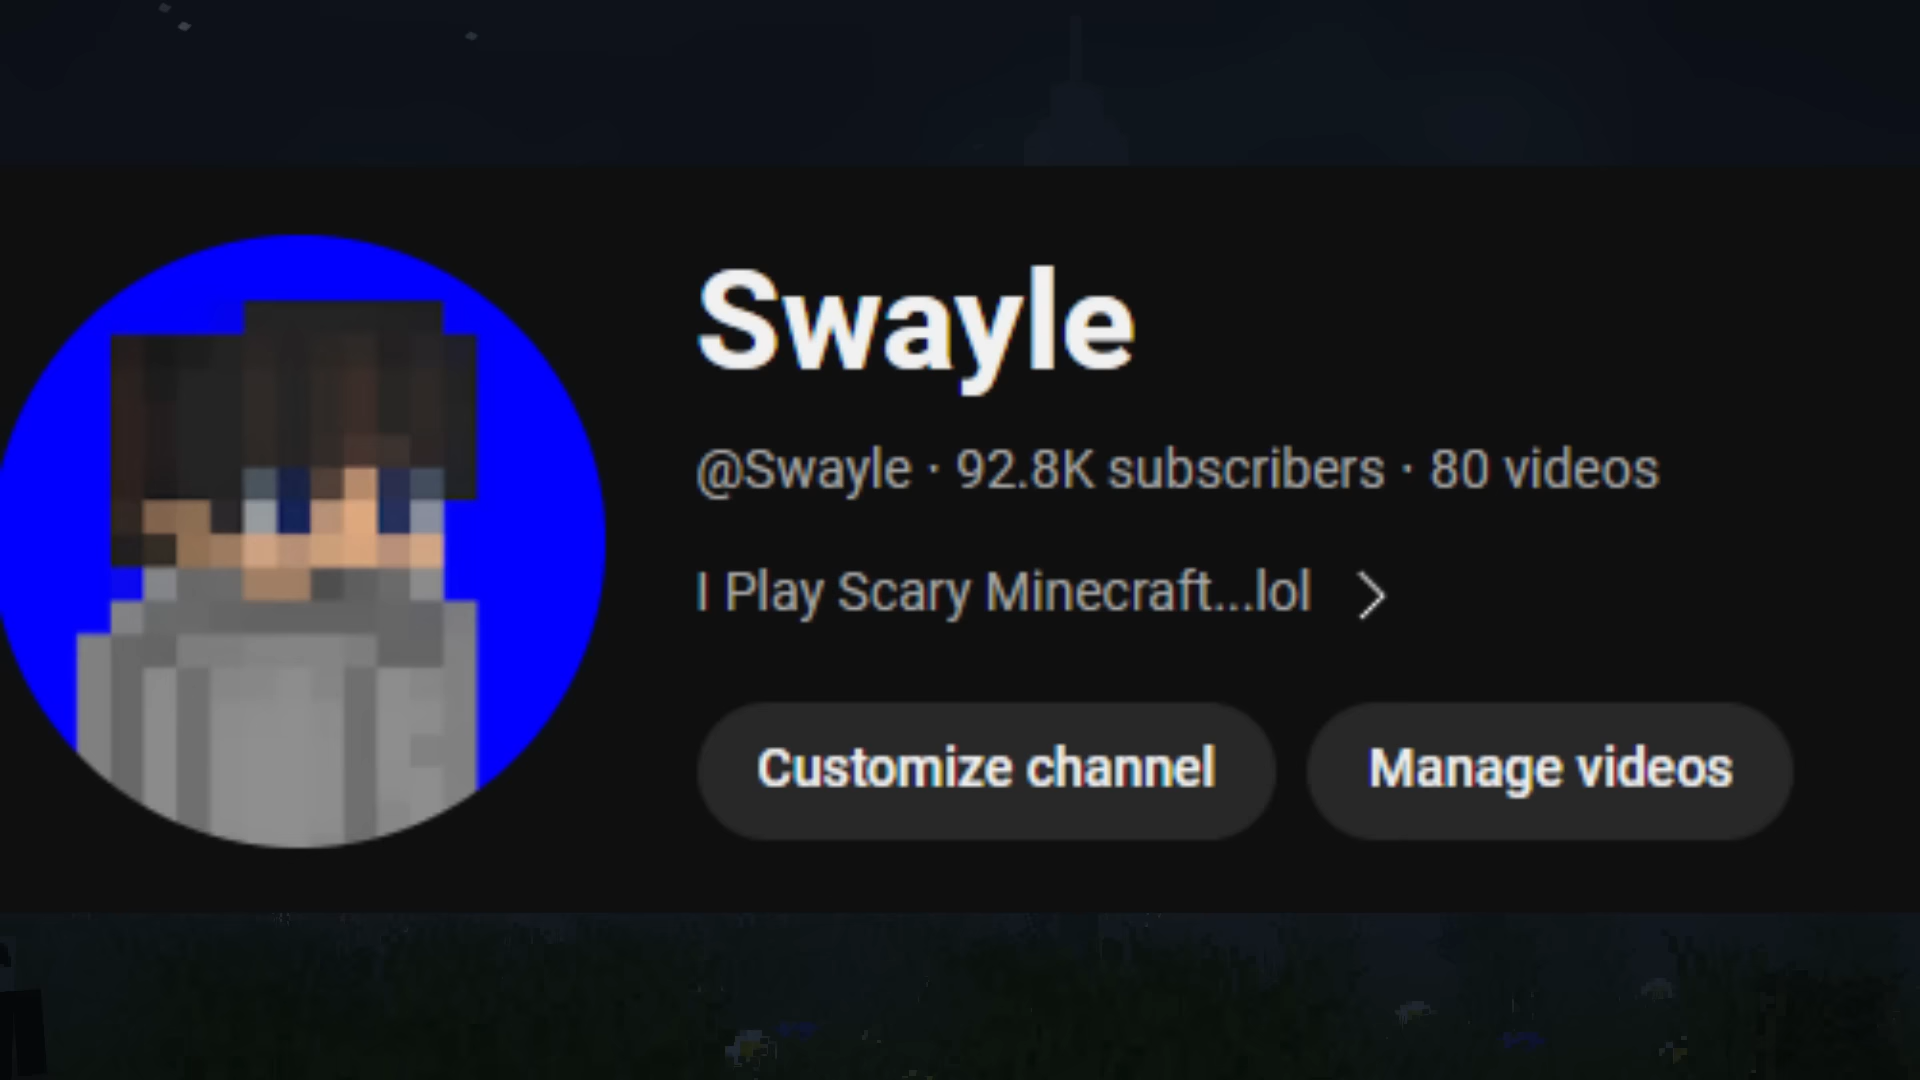 Swayle
@Swayle · 92.8K subscribers · 80 videos
I Play Scary Minecraft...lol
Customize channel Manage videos